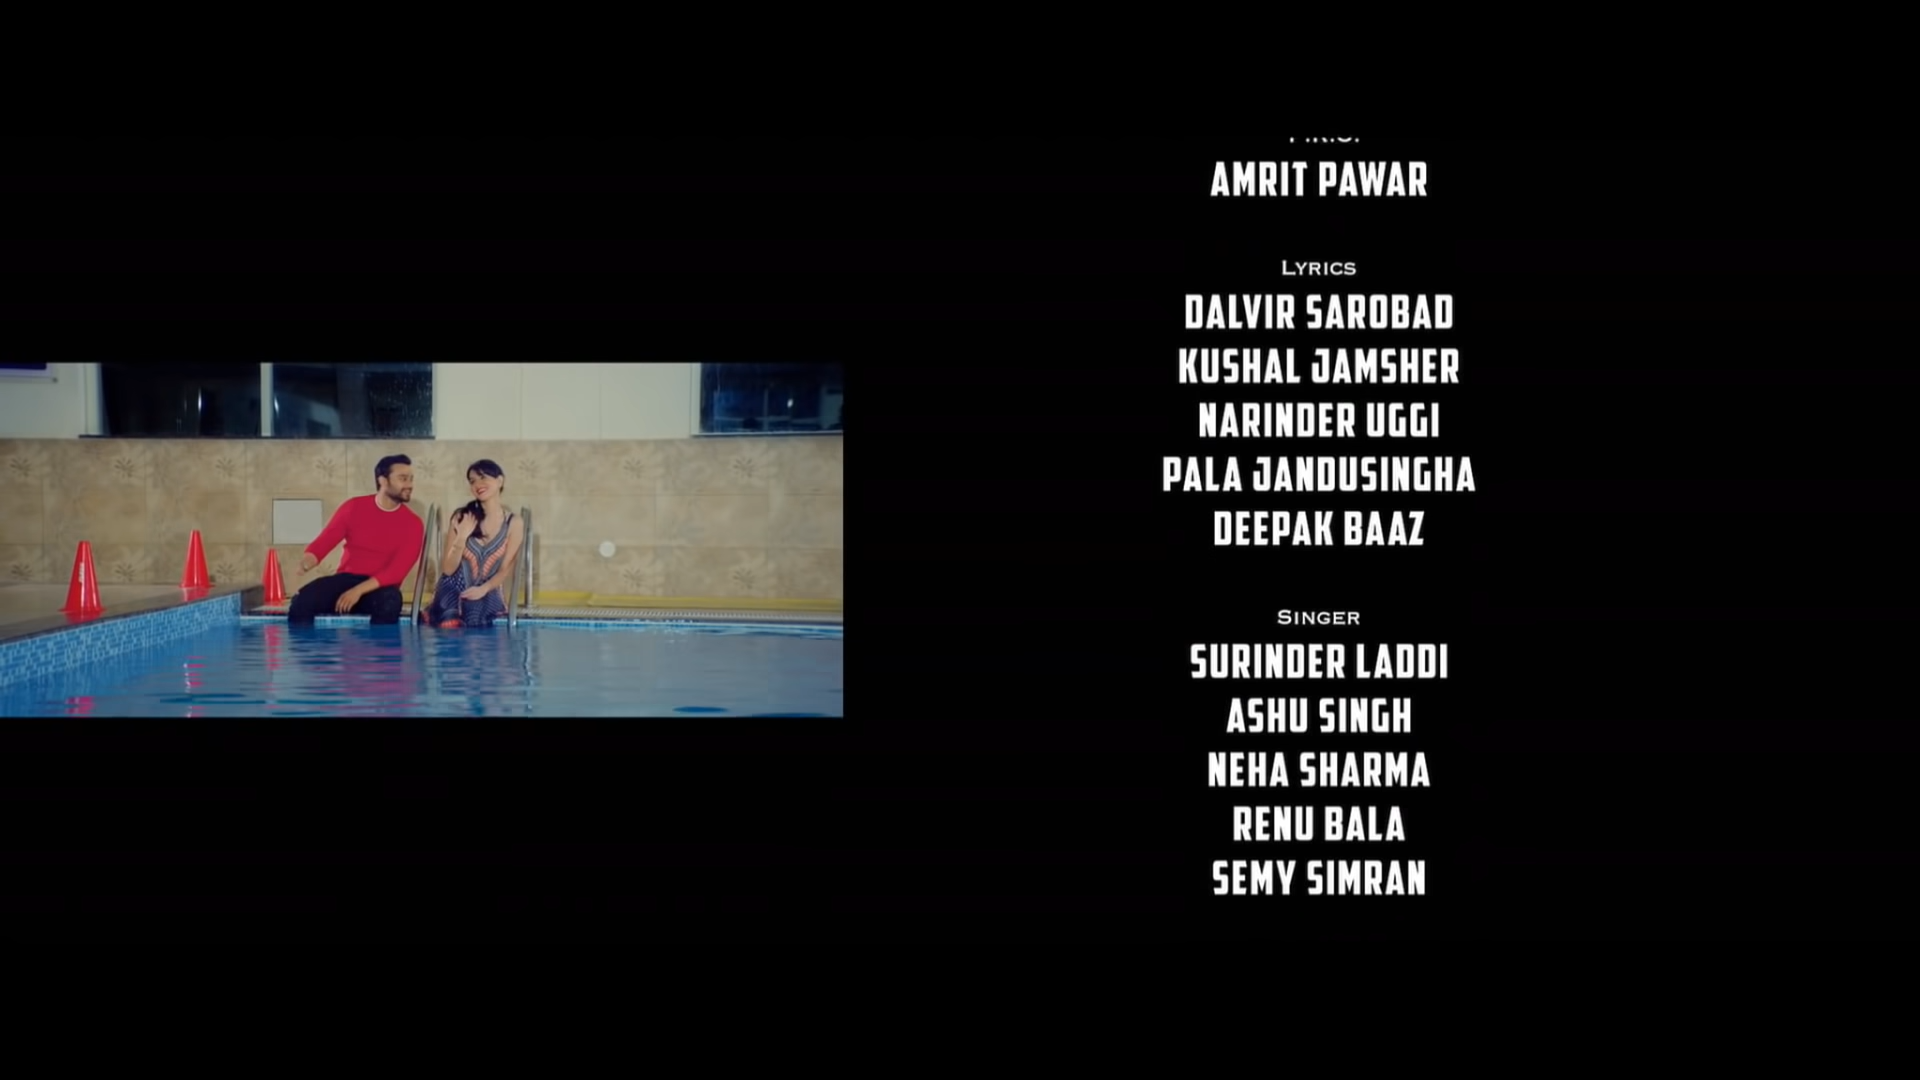 P.R.O.
AMRIT PAWAR
LYRICS
DALVIR SAROBAD
KUSHAL JAMSHER
NARINDER UGGI
PALA JANDUSINGHA
DEEPAK BAAZ
SINGER
SURINDER LADDI
ASHU SINGH
NEHA SHARMA
RENU BALA
SEMY SIMRAN